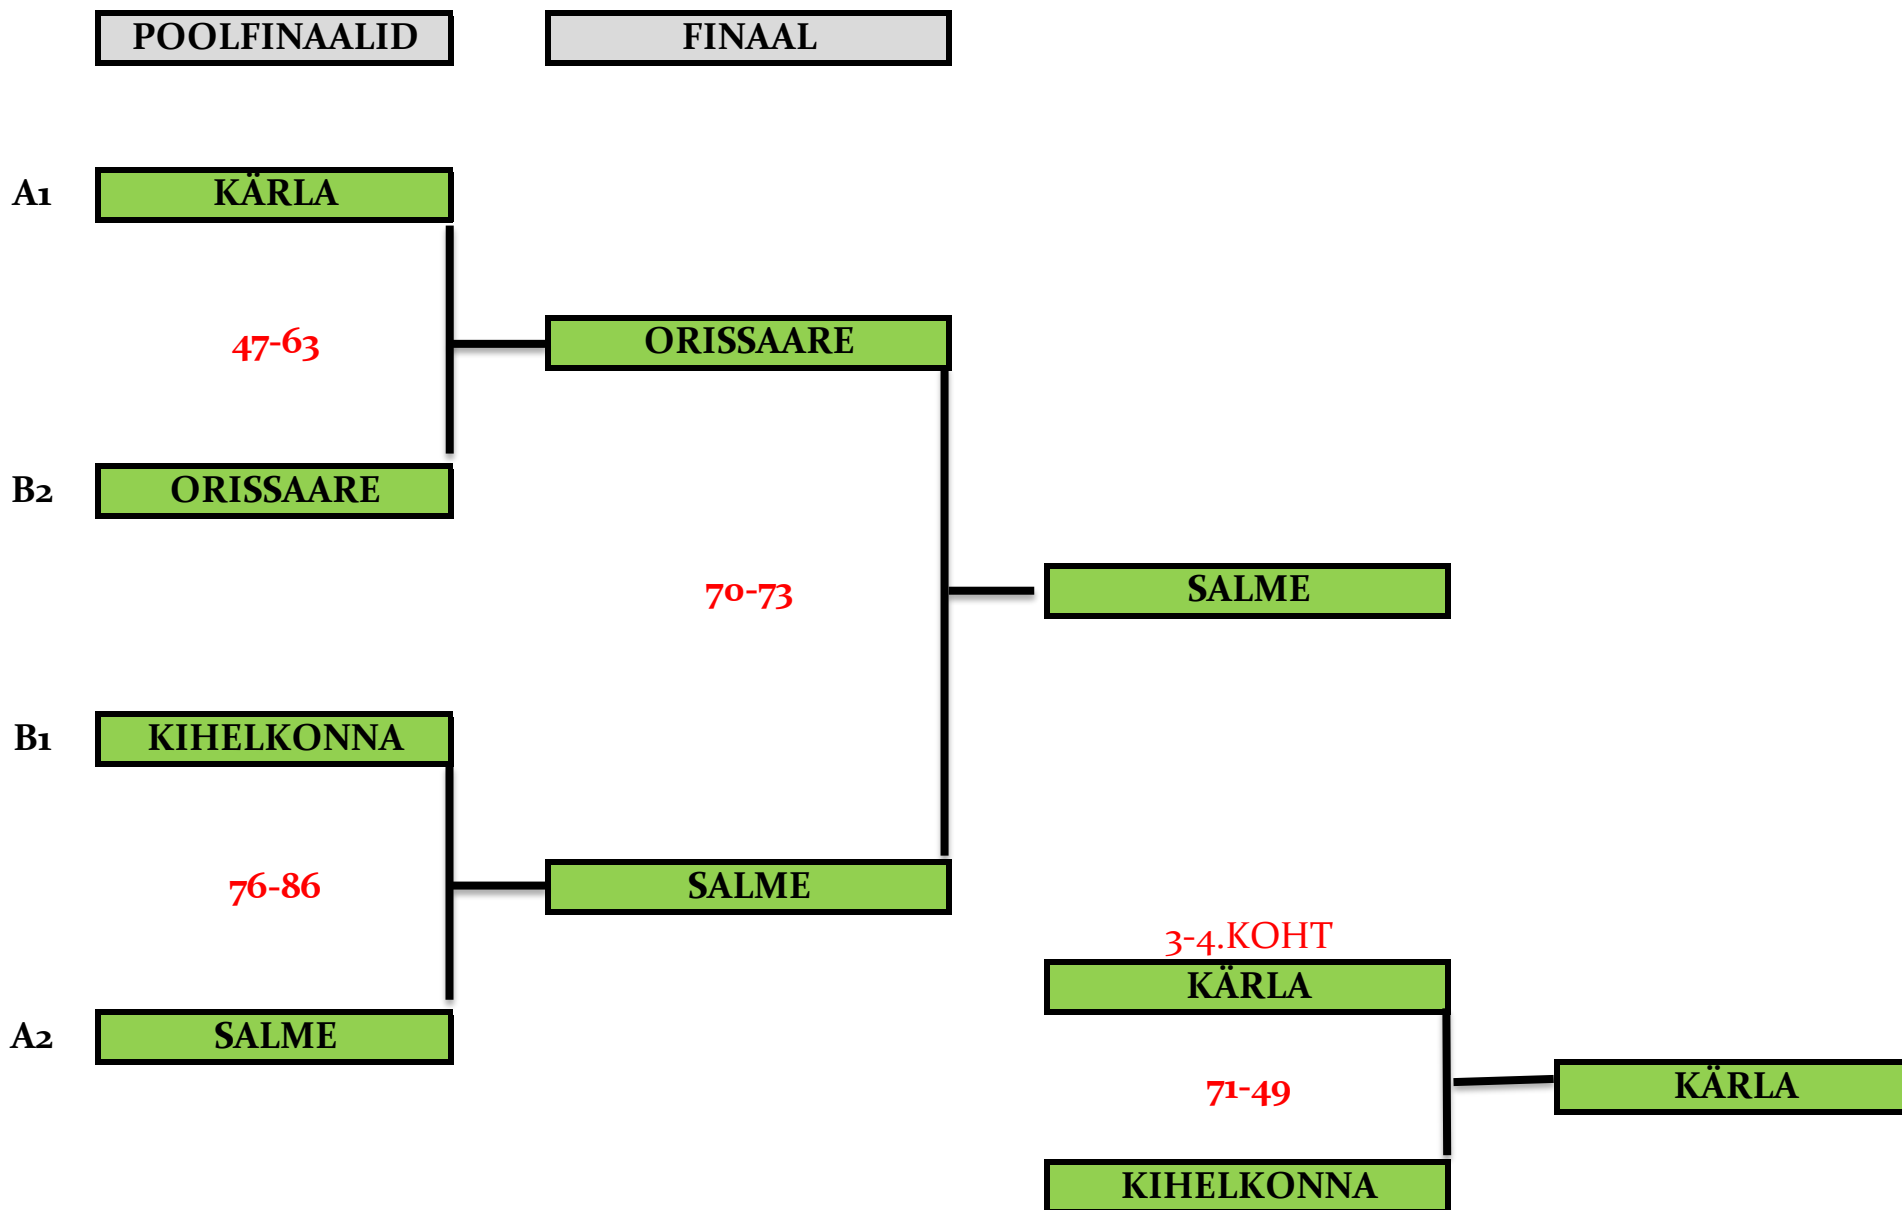 POOLFINAALID
FINAAL
A1
KÄRLA
47-63
ORISSAARE
B2
ORISSAARE
70-73
SALME
B1
KIHELKONNA
76-86
SALME
3-4.KOHT
KÄRLA
A2
SALME
71-49
KÄRLA
KIHELKONNA